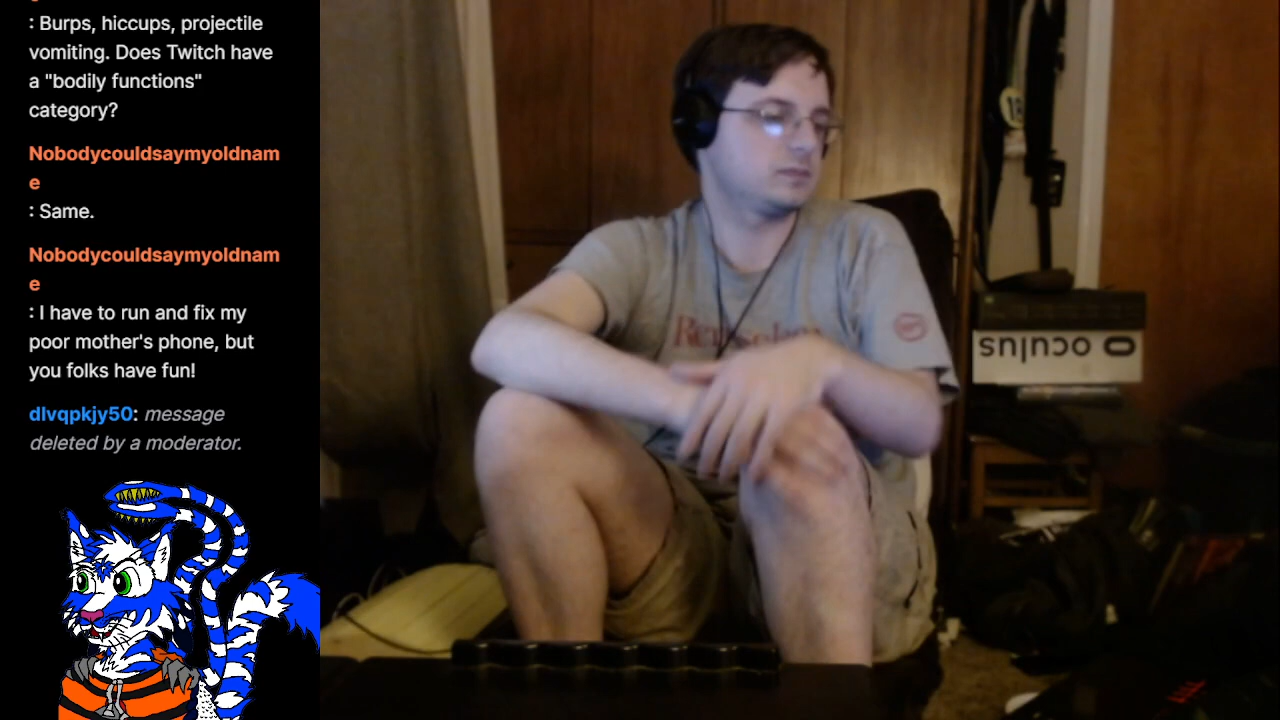 : Burps, hiccups, projectile
vomiting. Does Twitch have
a "bodily functions"
category?
Nobodycouldsaymyoldnam
e
: Same.
Nobodycouldsaymyoldnam
e
: I have to run and fix my
poor mother's phone, but
you folks have fun!
dlvqpkjy50: message
deleted by a moderator.
oculus
18